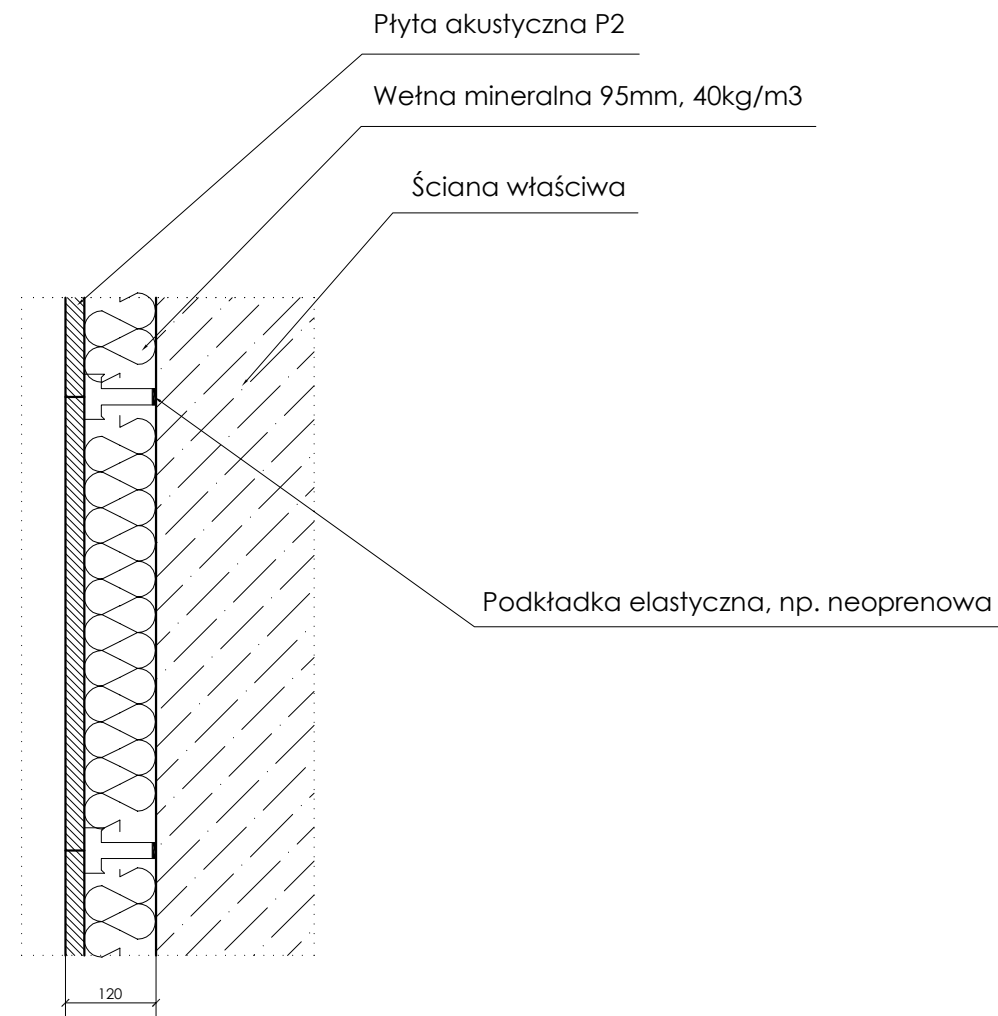 Płyta akustyczna P2
Wełna mineralna 95mm, 40kg/m3
Ściana właściwa
Podkładka elastyczna, np. neoprenowa
120